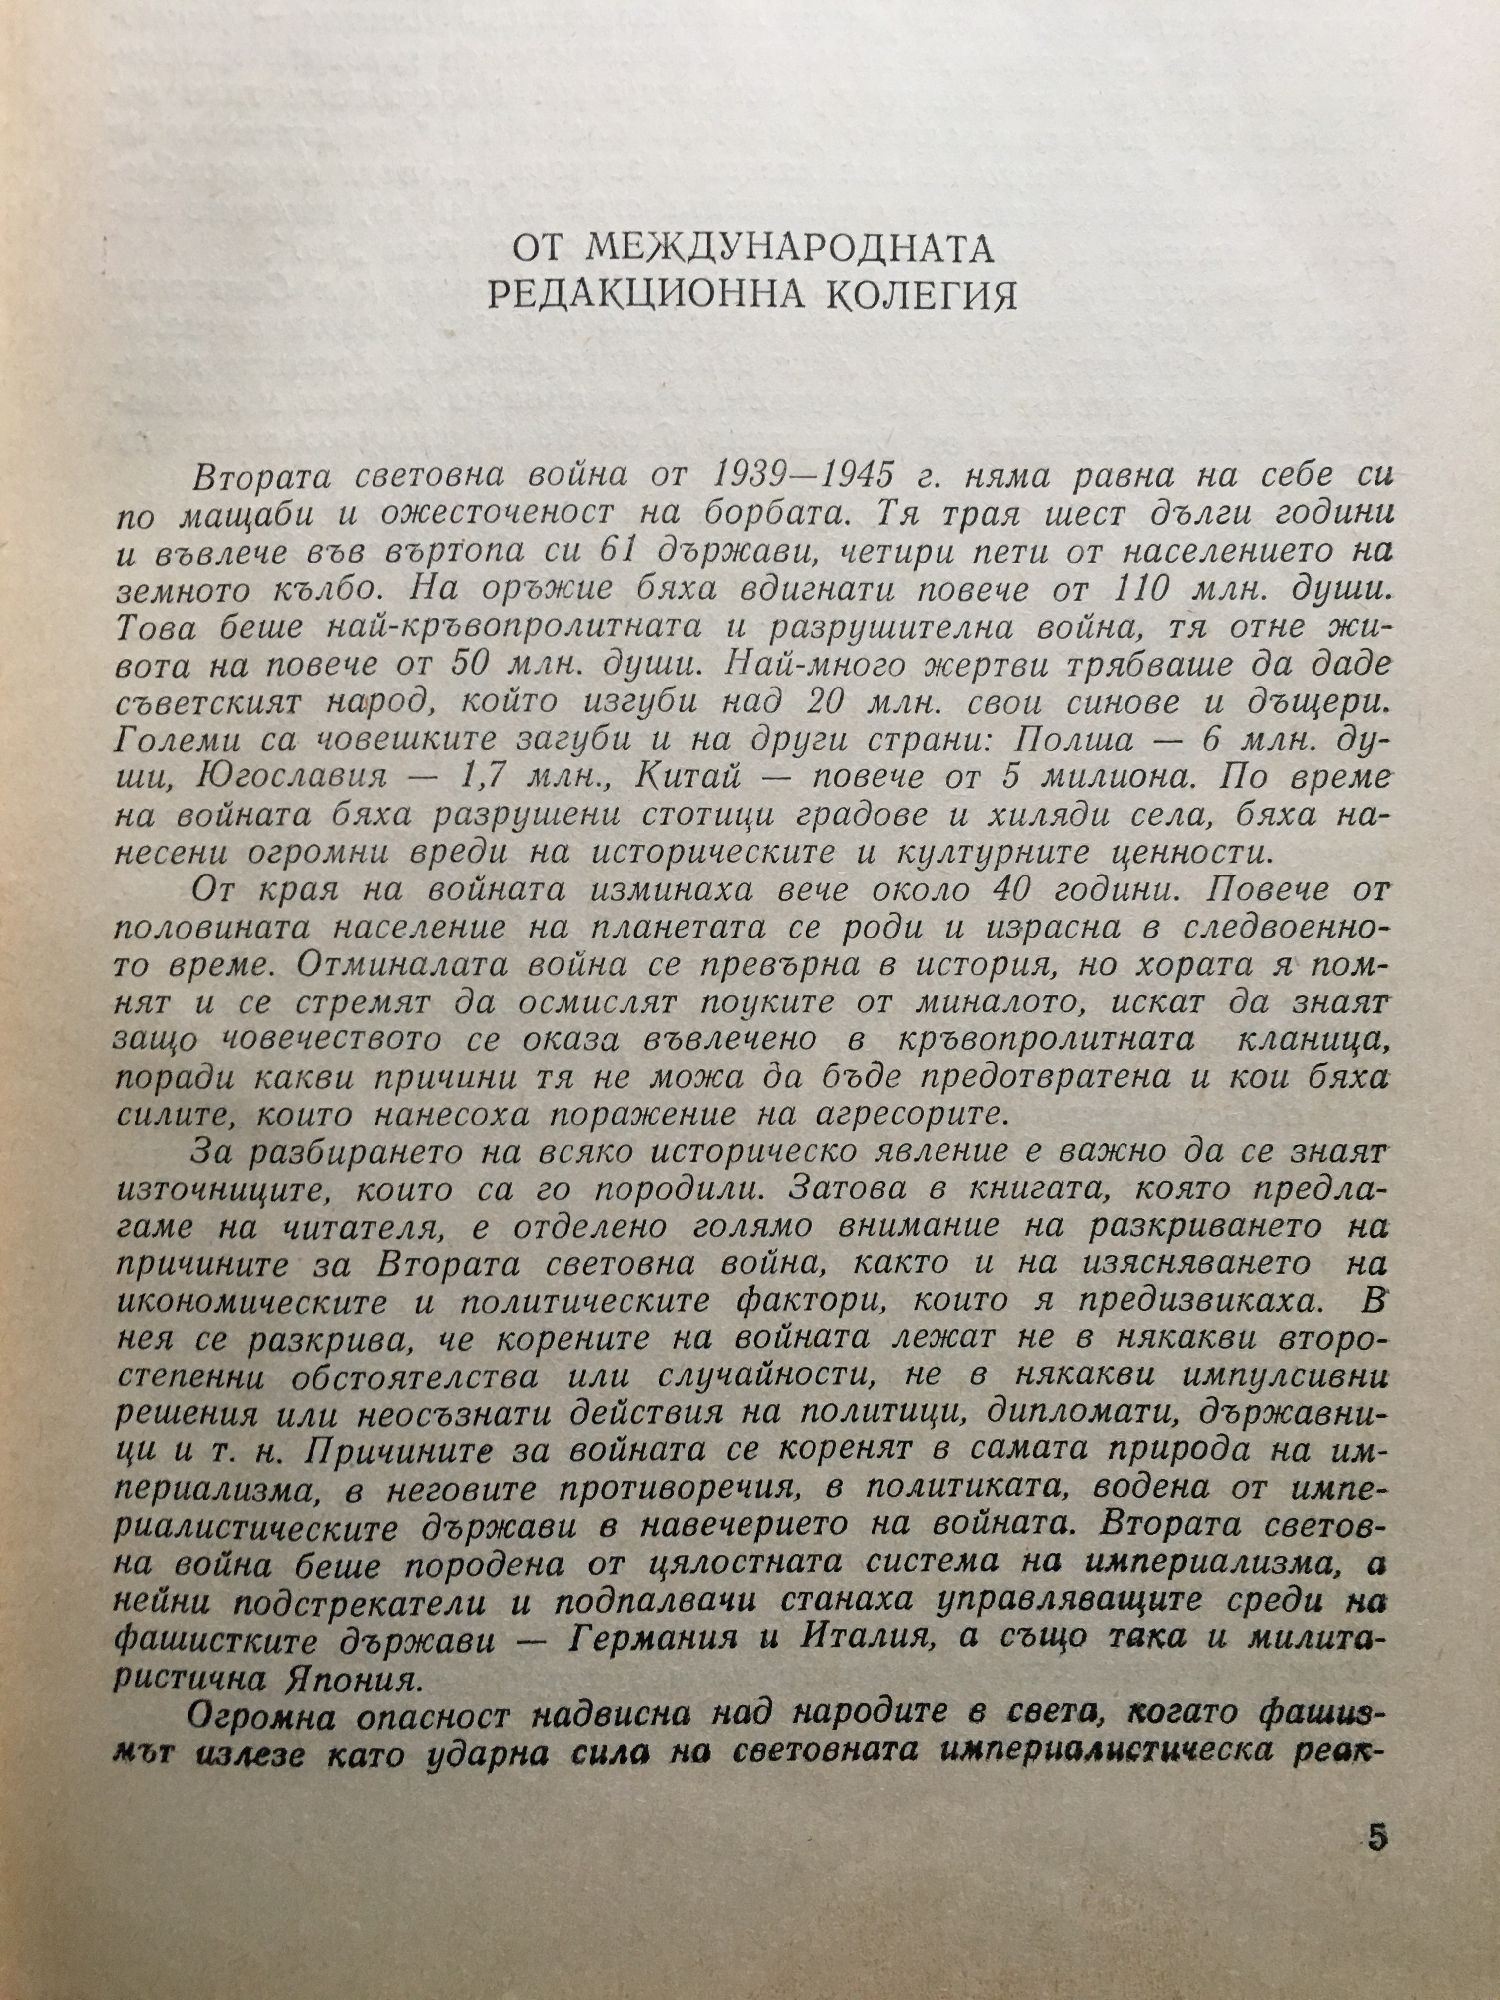 ОТ МЕЖДУНАРОДНАТА
РЕДАКЦИОННА КОЛЕГИЯ
Втората световна война от 1939—1945 г. няма равна на себе си
по мащаби и ожесточеност на борбата. Тя трая шест дълги години
и въвлече във въртопа си 61 държави, четири пети от населението на
земното кълбо. На оръжие бяха вдигнати повече от 110 млн. души.
Това беше най-кръвопролитната и разрушителна война, тя отне жи-
вота на повече от 50 млн. души. Най-много жертви трябваше да даде
съветският народ, който изгуби над 20 млн. свои синове и дъщери.
Големи са човешките загуби и на други страни: Полша — 6 млн. ду-
ши, Югославия — 1,7 млн., Китай — повече от 5 милиона. По време
на войната бяха разрушени стотици градове и хиляди села, бяха на-
несени огромни вреди на историческите и културните ценности.
От края на войната изминаха вече около 40 години. Повече от
половината население на планетата се роди и израсна в следвоенно-
то време. Отминалата война се превърна в история, но хората я пом-
нят и се стремят да осмислят поуките от миналото, искат да знаят
защо човечеството се оказа въвлечено в кръвопролитната кланица,
поради какви причини тя не можа да бъде предотвратена и кои бяха
силите, които нанесоха поражение на агресорите.
За разбирането на всяко историческо явление е важно да се знаят
източниците, които са го породили. Затова в книгата, която предла-
гаме на читателя, е отделено голямо внимание на разкриването на
причините за Втората световна война, както и на изясняването на
икономическите и политическите фактори, които я предизвикаха. В
нея се разкрива, че корените на войната лежат не в някакви второ-
степенни обстоятелства или случайности, не в някакви импулсивни
решения или неосъзнати действия на политици, дипломати, държавни-
ци и т. н. Причините за войната се коренят в самата природа на им-
периализма, в неговите противоречия, в политиката, водена от импе-
риалистическите държави в навечерието на войната. Втората светов-
на война беше породена от цялостната система на империализма, а
нейни подстрекатели и подпалвачи станаха управляващите среди на
фашистките държави — Германия и Италия, а също така и милита-
ристична Япония.
Огромна опасност надвисна над народите в света, когато фашиз-
мът излезе като ударна сила на световната империалистическа реак-
5